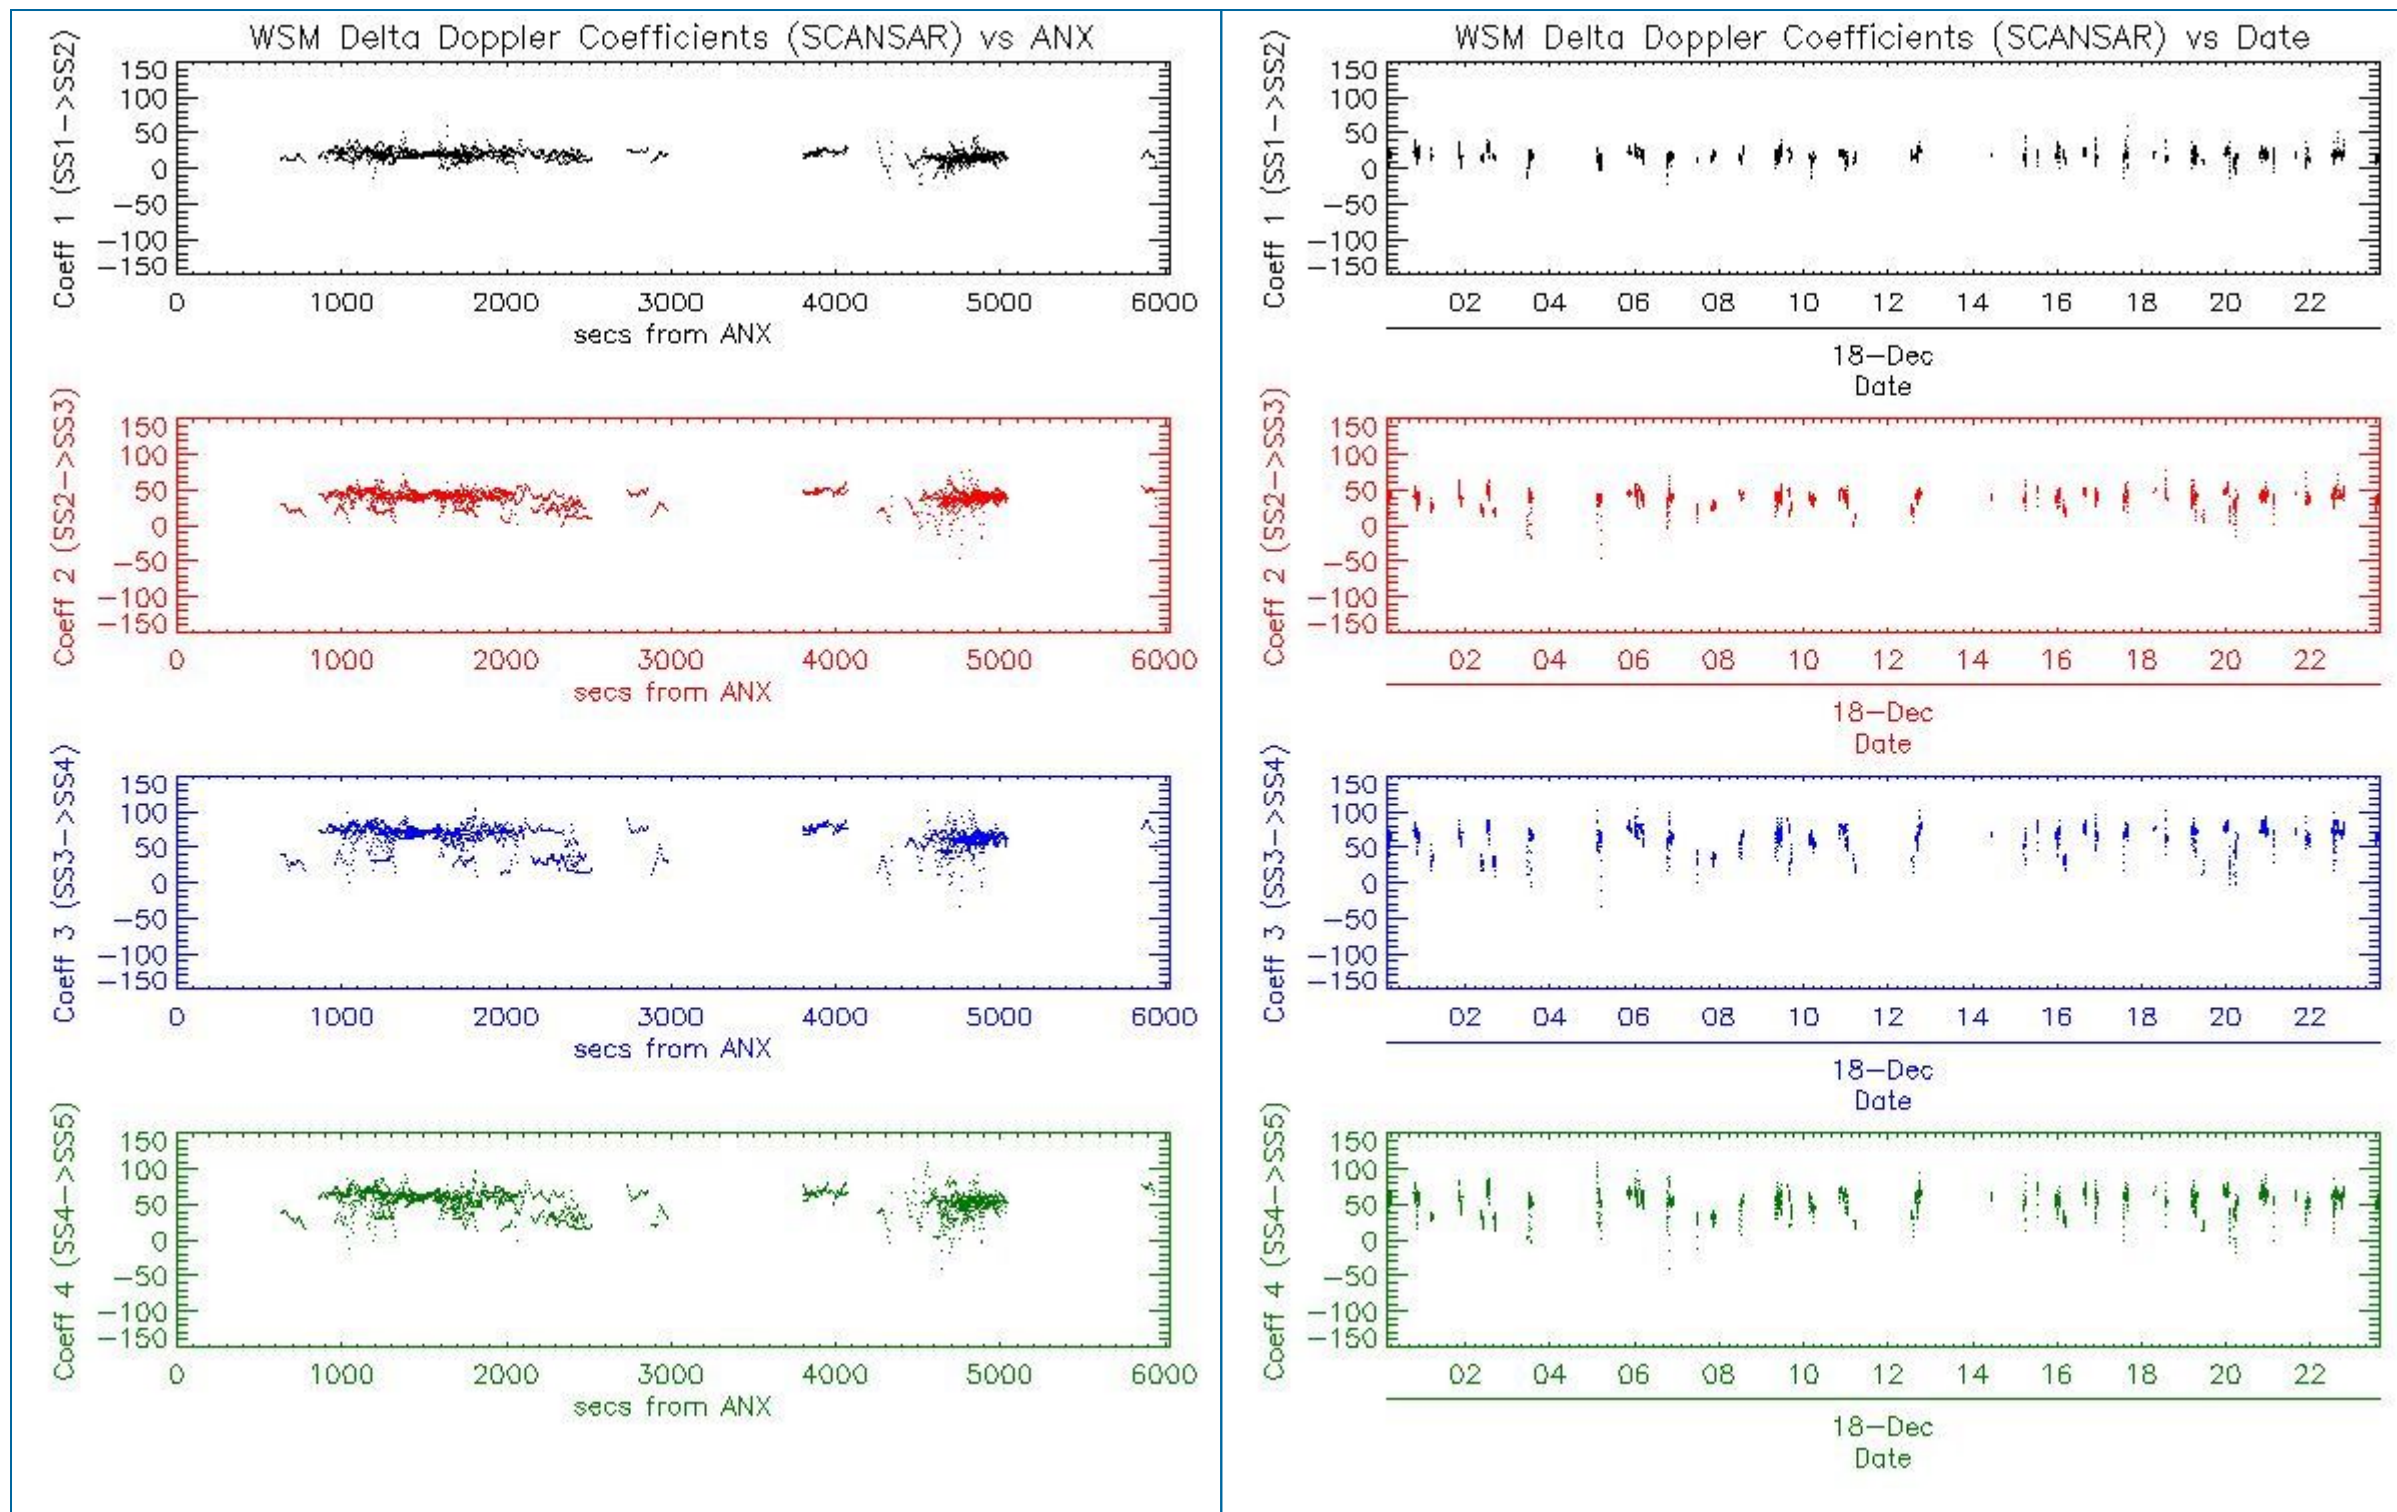 WSM Delta Doppler Coefficients (SCANSAR) vs ANX
Coeff 1 (SS1->SS2)
150
100
50
0
-50
-100
-150
0 1000 2000 3000 4000 5000 6000
secs from ANX
Coeff 2 (SS2->SS3)
150
100
50
0
-50
-100
-150
0 1000 2000 3000 4000 5000 6000
secs from ANX
Coeff 3 (SS3->SS4)
150
100
50
0
-50
-100
-150
0 1000 2000 3000 4000 5000 6000
secs from ANX
Coeff 4 (SS4->SS5)
150
100
50
0
-50
-100
-150
0 1000 2000 3000 4000 5000 6000
secs from ANX
WSM Delta Doppler Coefficients (SCANSAR) vs Date
Coeff 1 (SS1->SS2)
150
100
50
0
-50
-100
-150
02 04 06 08 10 12 14 16 18 20 22
18-Dec
Date
Coeff 2 (SS2->SS3)
150
100
50
0
-50
-100
-150
02 04 06 08 10 12 14 16 18 20 22
18-Dec
Date
Coeff 3 (SS3->SS4)
150
100
50
0
-50
-100
-150
02 04 06 08 10 12 14 16 18 20 22
18-Dec
Date
Coeff 4 (SS4->SS5)
150
100
50
0
-50
-100
-150
02 04 06 08 10 12 14 16 18 20 22
18-Dec
Date